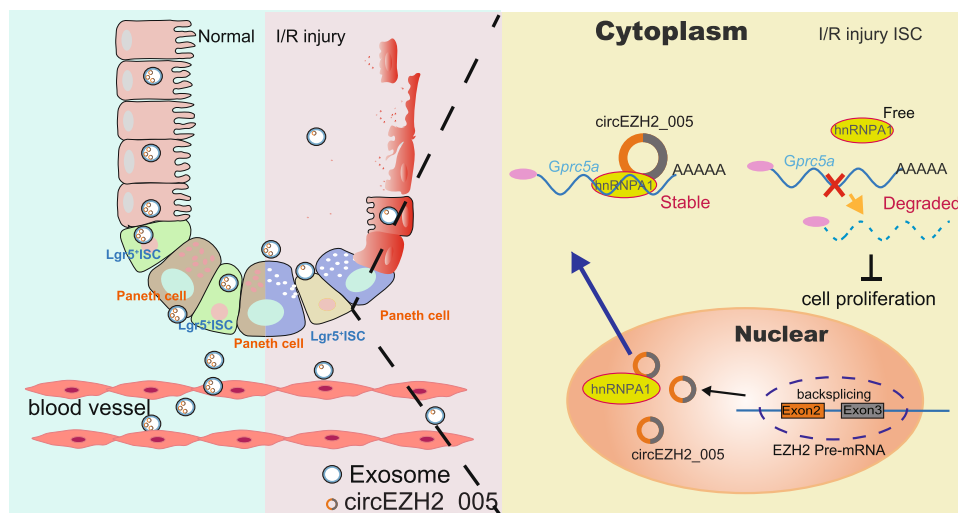 Normal
I/R injury
Lgr5⁺ISC
Paneth cell
Lgr5⁺ISC
Paneth cell
Lgr5⁺ISC
Paneth cell
blood vessel
Exosome
circEZH2_005
Cytoplasm
I/R injury ISC
circEZH2_005
Gprc5a
hnRNPA1
AAAAA
Stable
Free
hnRNPA1
Gprc5a
AAAAA
Degraded
cell proliferation
Nuclear
hnRNPA1
circEZH2_005
backsplicing
Exon2
Exon3
EZH2 Pre-mRNA